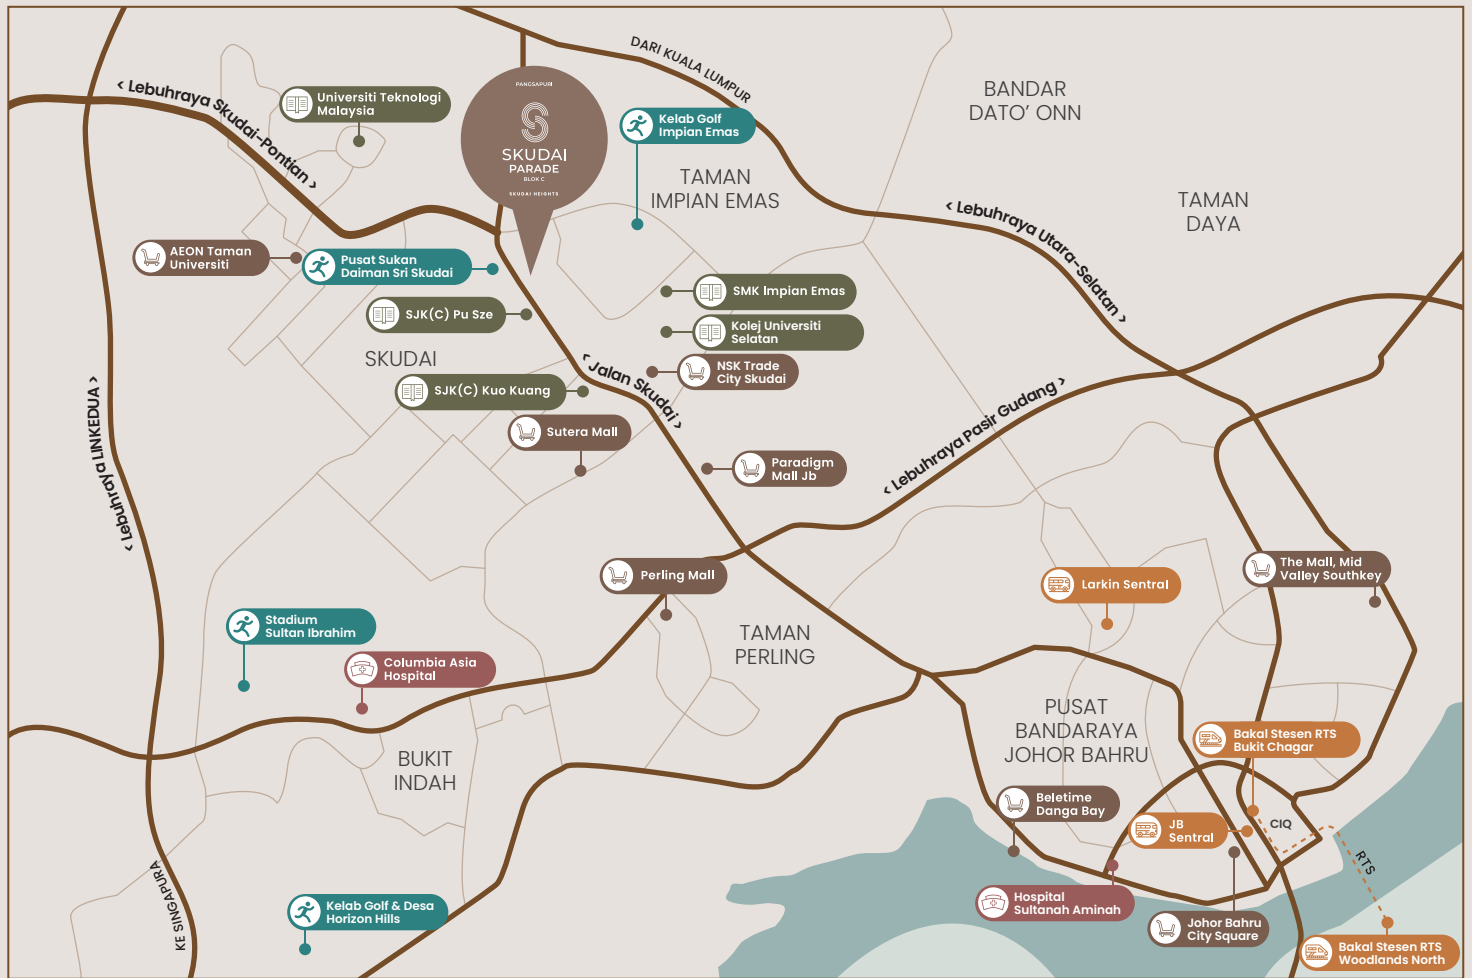 DARI KUALA LUMPUR
< Lebuhraya Skudai-Pontian >
Universiti Teknologi
Malaysia
PANGSAPURI
SKUDAI
PARADE
BLOK C
SKUDAI HEIGHTS
Kelab Golf
Impian Emas
BANDAR
DATO’ ONN
TAMAN
IMPIAN EMAS
TAMAN
DAYA
< Lebuhraya Utara-Selatan >
AEON Taman
Universiti
Pusat Sukan
Daiman Sri Skudai
SMK Impian Emas
SJK(C) Pu Sze
Kolej Universiti
Selatan
SKUDAI
< Jalan Skudai >
NSK Trade
City Skudai
SJK(C) Kuo Kuang
< Lebuhraya LINKEDUA >
< Lebuhraya Pasir Gudang >
Sutera Mall
Paradigm
Mall Jb
Perling Mall
Larkin Sentral
The Mall, Mid
Valley Southkey
Stadium
Sultan Ibrahim
TAMAN
PERLING
Columbia Asia
Hospital
PUSAT
BANDARAYA
JOHOR BAHRU
Bakal Stesen RTS
Bukit Chagar
BUKIT
INDAH
Beletime
Danga Bay
JB
Sentral
CIQ
RTS
KE SINGAPURA
Hospital
Sultanah Aminah
Kelab Golf & Desa
Horizon Hills
Johor Bahru
City Square
Bakal Stesen RTS
Woodlands North